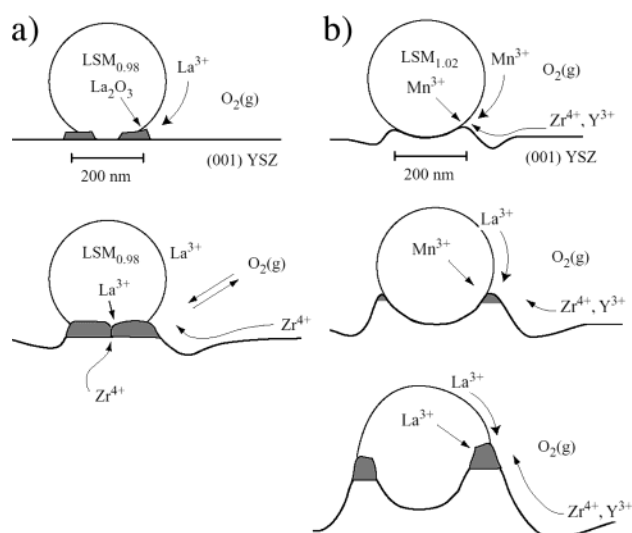 a)
LSM₀.₉₈
La³⁺
La₂O₃
O₂(g)
(001) YSZ
200 nm
LSM₀.₉₈
La³⁺
O₂(g)
La³⁺
Zr⁴⁺
Zr⁴⁺
b)
LSM₁.₀₂
Mn³⁺
O₂(g)
Mn³⁺
Zr⁴⁺, Y³⁺
(001) YSZ
200 nm
La³⁺
Mn³⁺
O₂(g)
Zr⁴⁺, Y³⁺
La³⁺
La³⁺
O₂(g)
Zr⁴⁺, Y³⁺